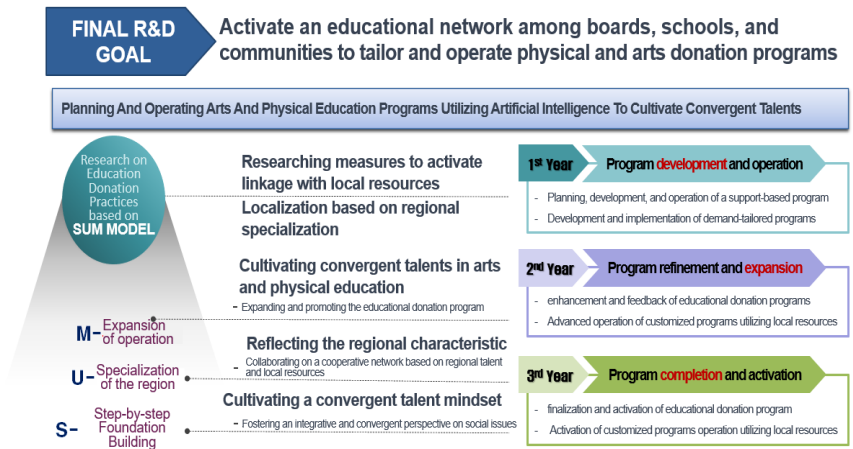 FINAL R&D
GOAL
Activate an educational network among boards, schools, and
communities to tailor and operate physical and arts donation programs
Planning And Operating Arts And Physical Education Programs Utilizing Artificial Intelligence To Cultivate Convergent Talents
Research on
Education
Donation
Practices
based on
SUM MODEL
M- Expansion
of operation
U- Specialization
of the region
S- Step-by-step
Foundation
Building
Researching measures to activate
linkage with local resources
Localization based on regional
specialization
Cultivating convergent talents in arts
and physical education
- Expanding and promoting the educational donation program
Reflecting the regional characteristic
- Collaborating on a cooperative network based on regional talent
and local resources
Cultivating a convergent talent mindset
- Fostering an integrative and convergent perspective on social issues
1st Year
Program development and operation
- Planning, development, and operation of a support-based program
- Development and implementation of demand-tailored programs
2nd Year
Program refinement and expansion
- enhancement and feedback of educational donation programs
- Advanced operation of customized programs utilizing local resources
3rd Year
Program completion and activation
- finalization and activation of educational donation program
- Activation of customized programs operation utilizing local resources